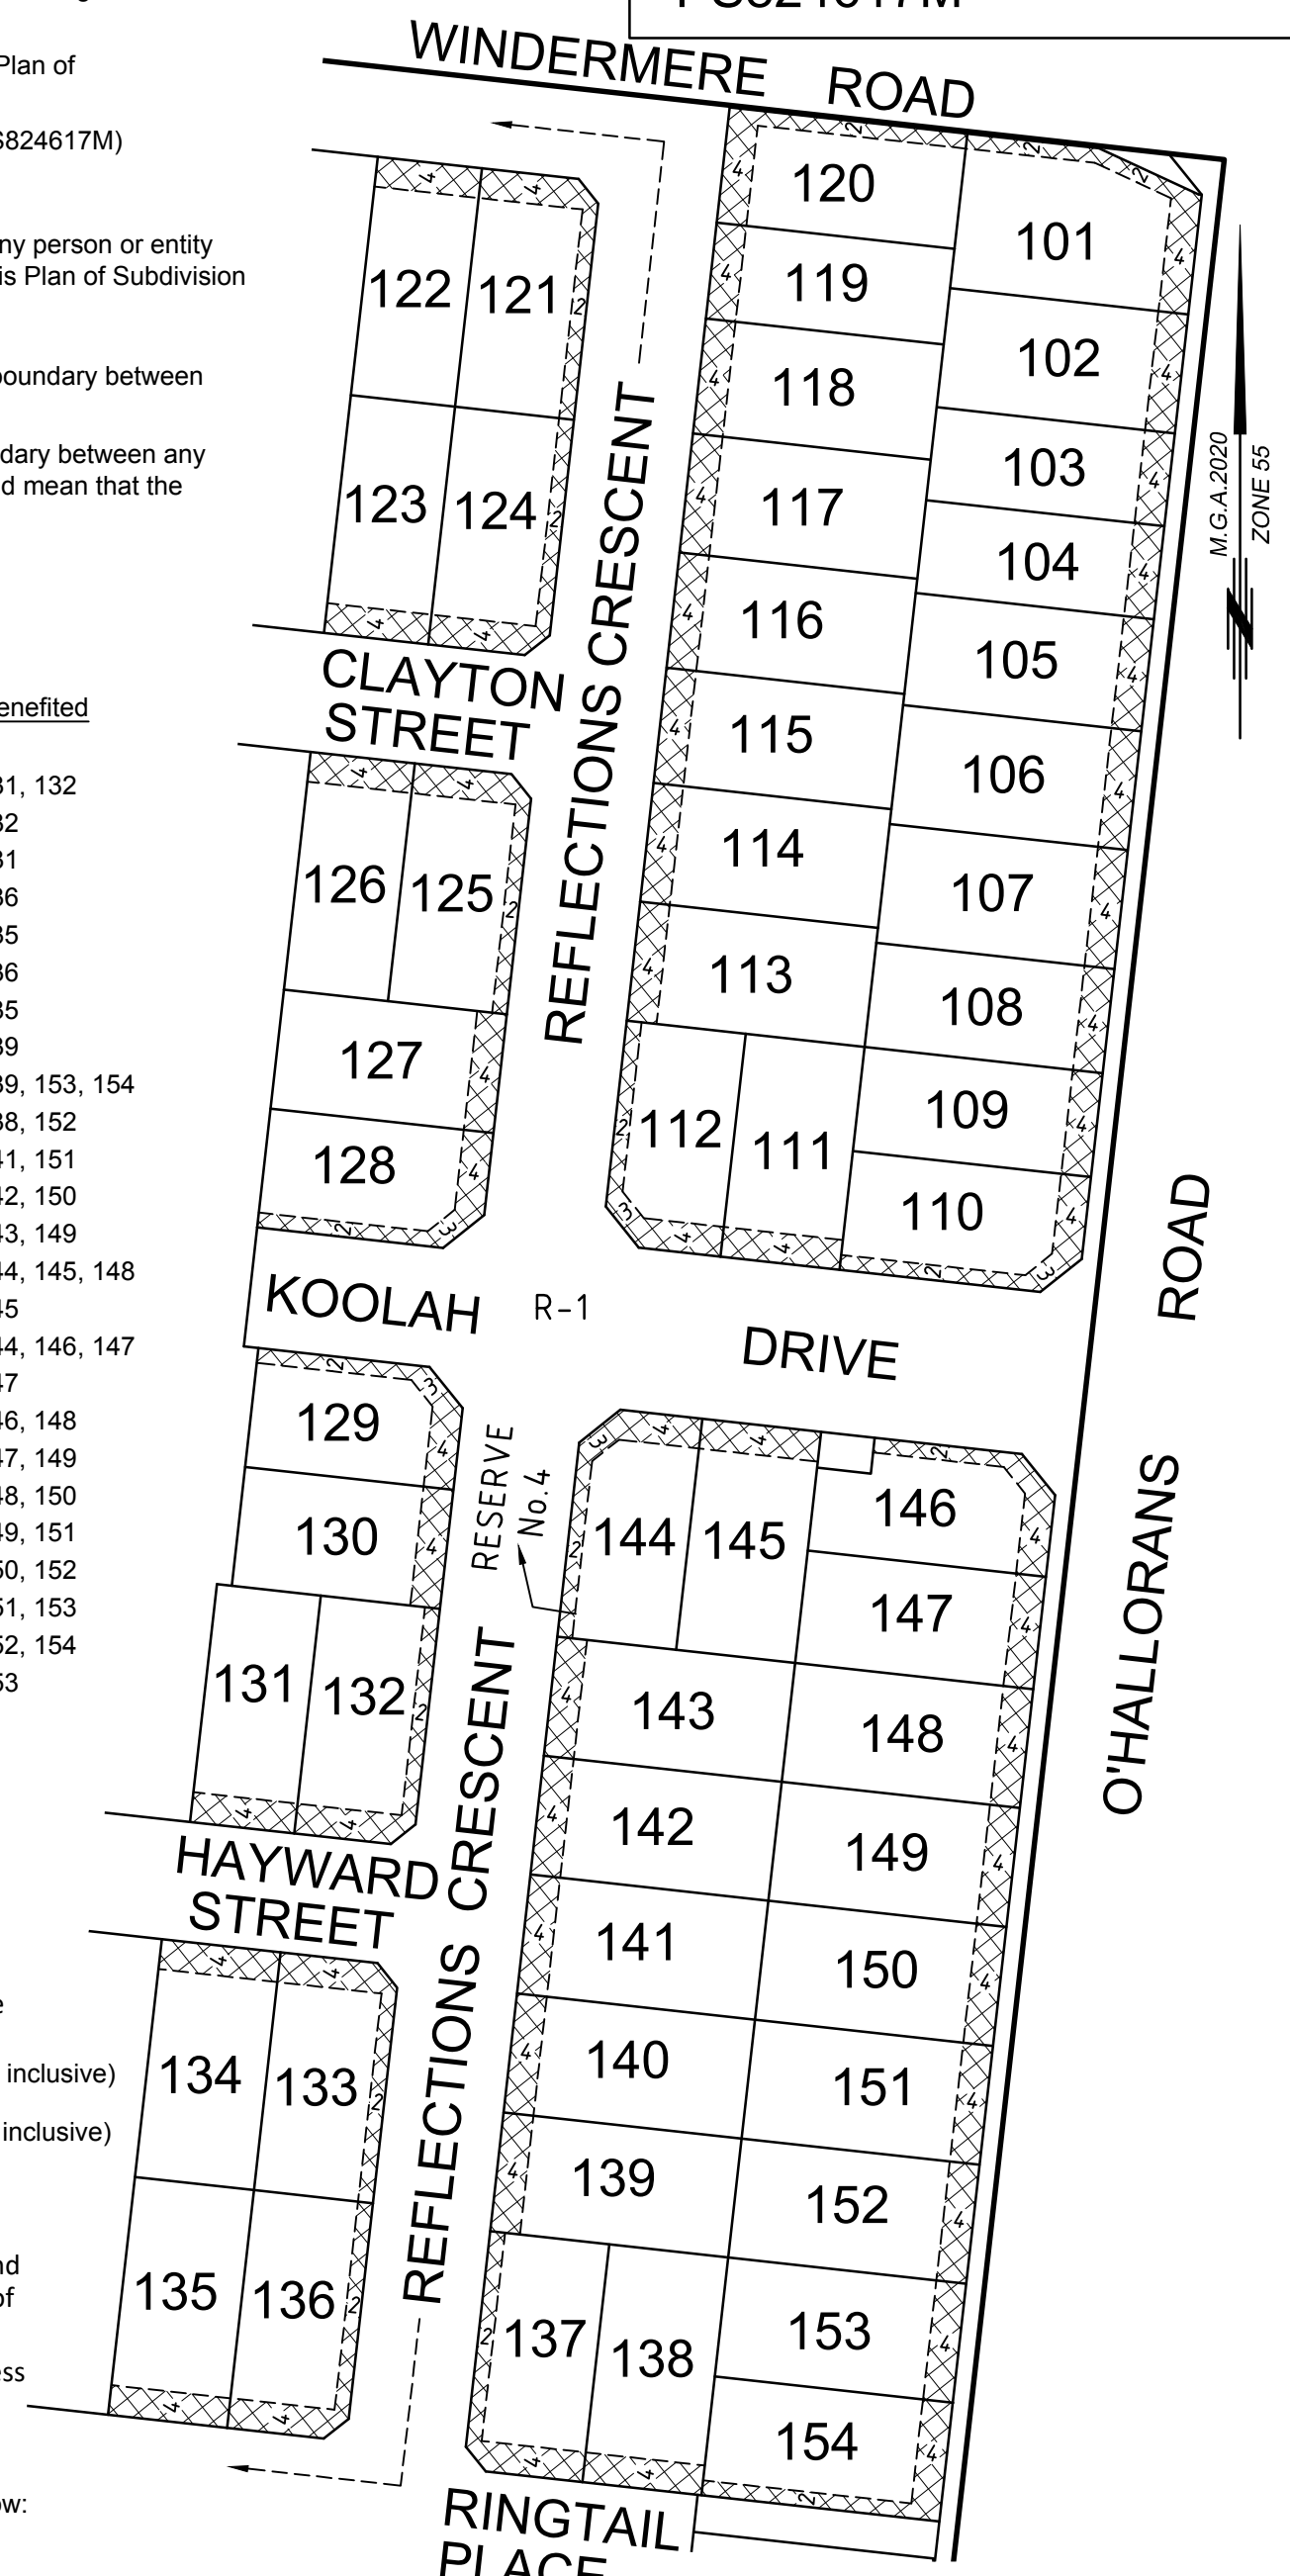 PS824617M
Plan of
S824617M)
ny person or entity
is Plan of Subdivision
boundary between
dary between any
d mean that the
enefited
31, 132
32
31
36
35
36
35
39
39, 153, 154
38, 152
41, 151
42, 150
43, 149
44, 145, 148
45
44, 146, 147
47
46, 148
47, 149
48, 150
49, 151
50, 152
51, 153
52, 154
53
e
inclusive)
inclusive)
nd
of
ess
ow:
WINDERMERE ROAD
120
101
119
102
118
103
117
104
116
105
115
106
114
107
113
108
112
111
109
110
122
121
123
124
CLAYTON
STREET
126
125
127
128
REFLECTIONS CRESCENT
M.G.A.2020
ZONE 55
N
KOOLAH
R-1
DRIVE
O'HALLORANS ROAD
129
130
131
132
RESERVE
No.4
144
145
146
147
143
148
142
149
141
150
140
151
139
152
137
138
153
154
REFLECTIONS CRESCENT
HAYWARD
STREET
134
133
135
136
RINGTAIL
PLACE